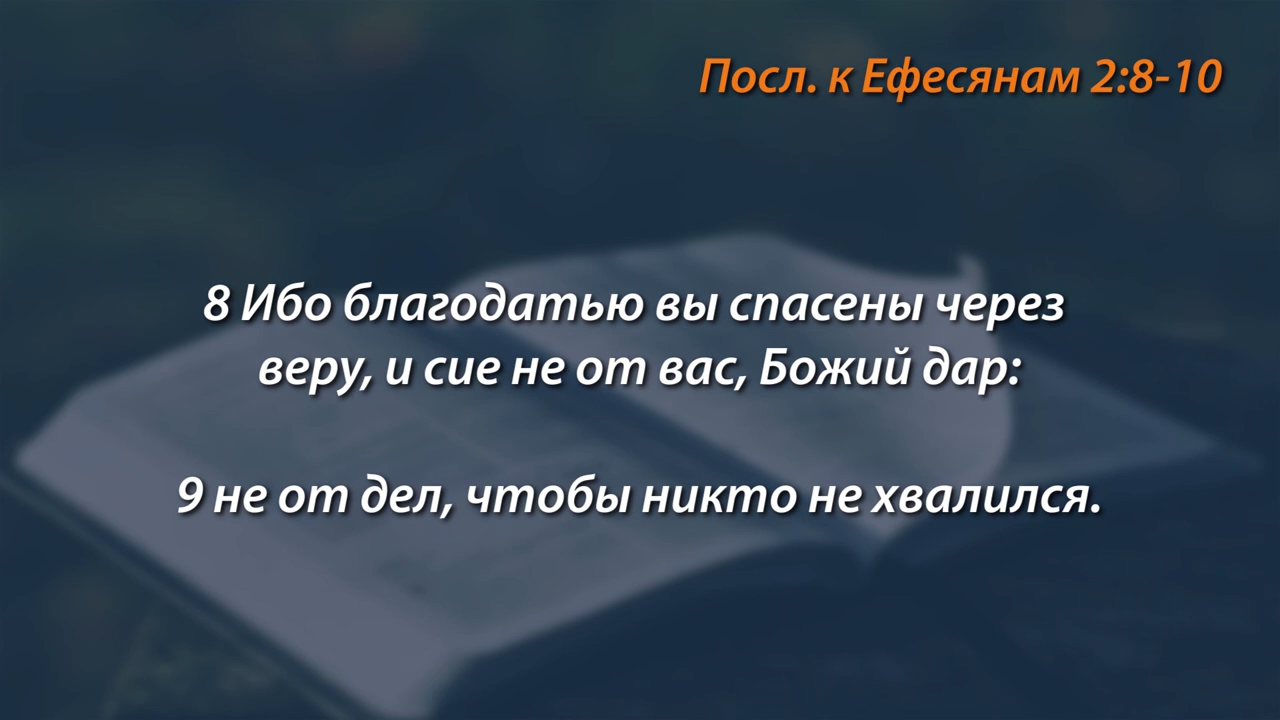 Посл. к Ефесянам 2:8-10
8 Ибо благодатью вы спасены через
веру, и сие не от вас, Божий дар:
9 не от дел, чтобы никто не хвалился.